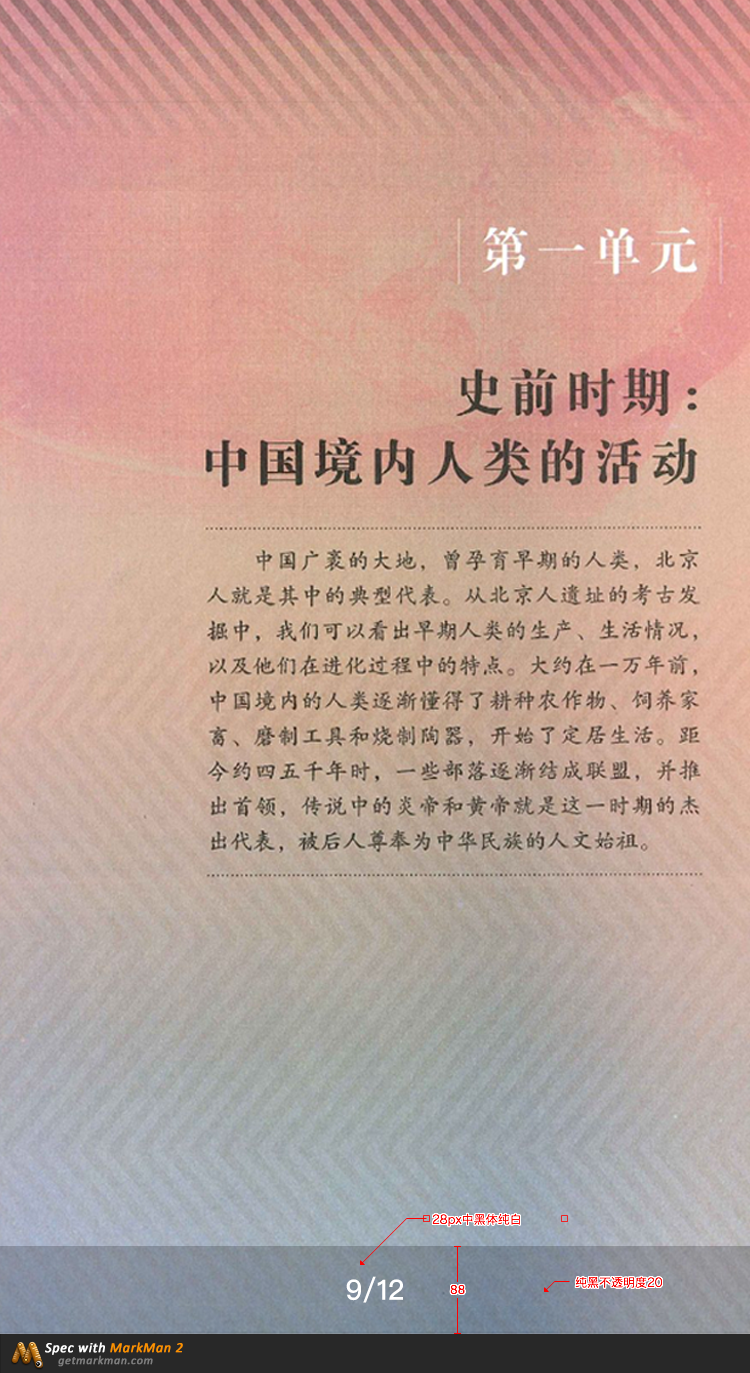 第一单元
史前时期：
中国境内人类的活动
中国广袤的大地，曾孕育早期的人类，北京
人就是其中的典型代表。从北京人遗址的考古发
掘中，我们可以看出早期人类的生产、生活情况，
以及他们在进化过程中的特点。大约在一万年前，
中国境内的人类逐渐懂得了耕种农作物、饲养家
畜、磨制工具和烧制陶器，开始了定居生活。距
今约四五千年时，一些部落逐渐结成联盟，并推
出首领，传说中的炎帝和黄帝就是这一时期的杰
出代表，被后人尊奉为中华民族的人文始祖。
28px中黑体纯白
9/12
88
纯黑不透明度20
Spec with MarkMan 2
getmarkman.com